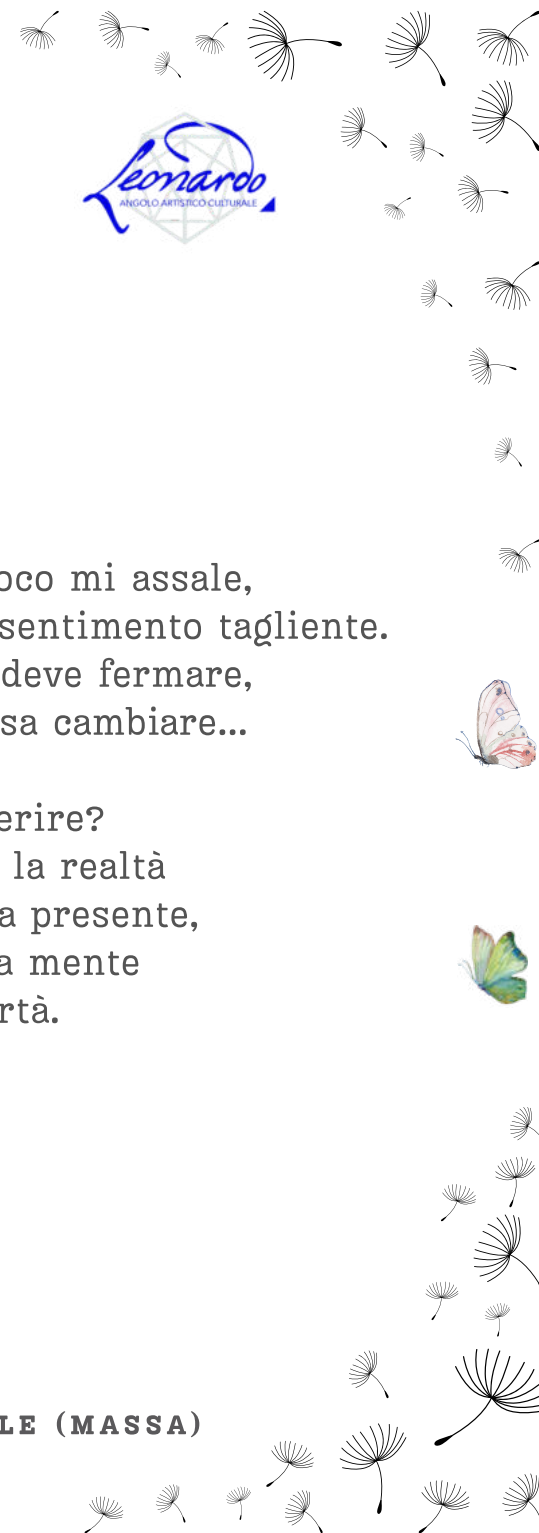 Leonardo
ANGOLO ARTISTICO CULTURALE
oco mi assale,
sentimento tagliente.
deve fermare,
sa cambiare...
erire?
la realtà
a presente,
a mente
rtà.
LE (MASSA)